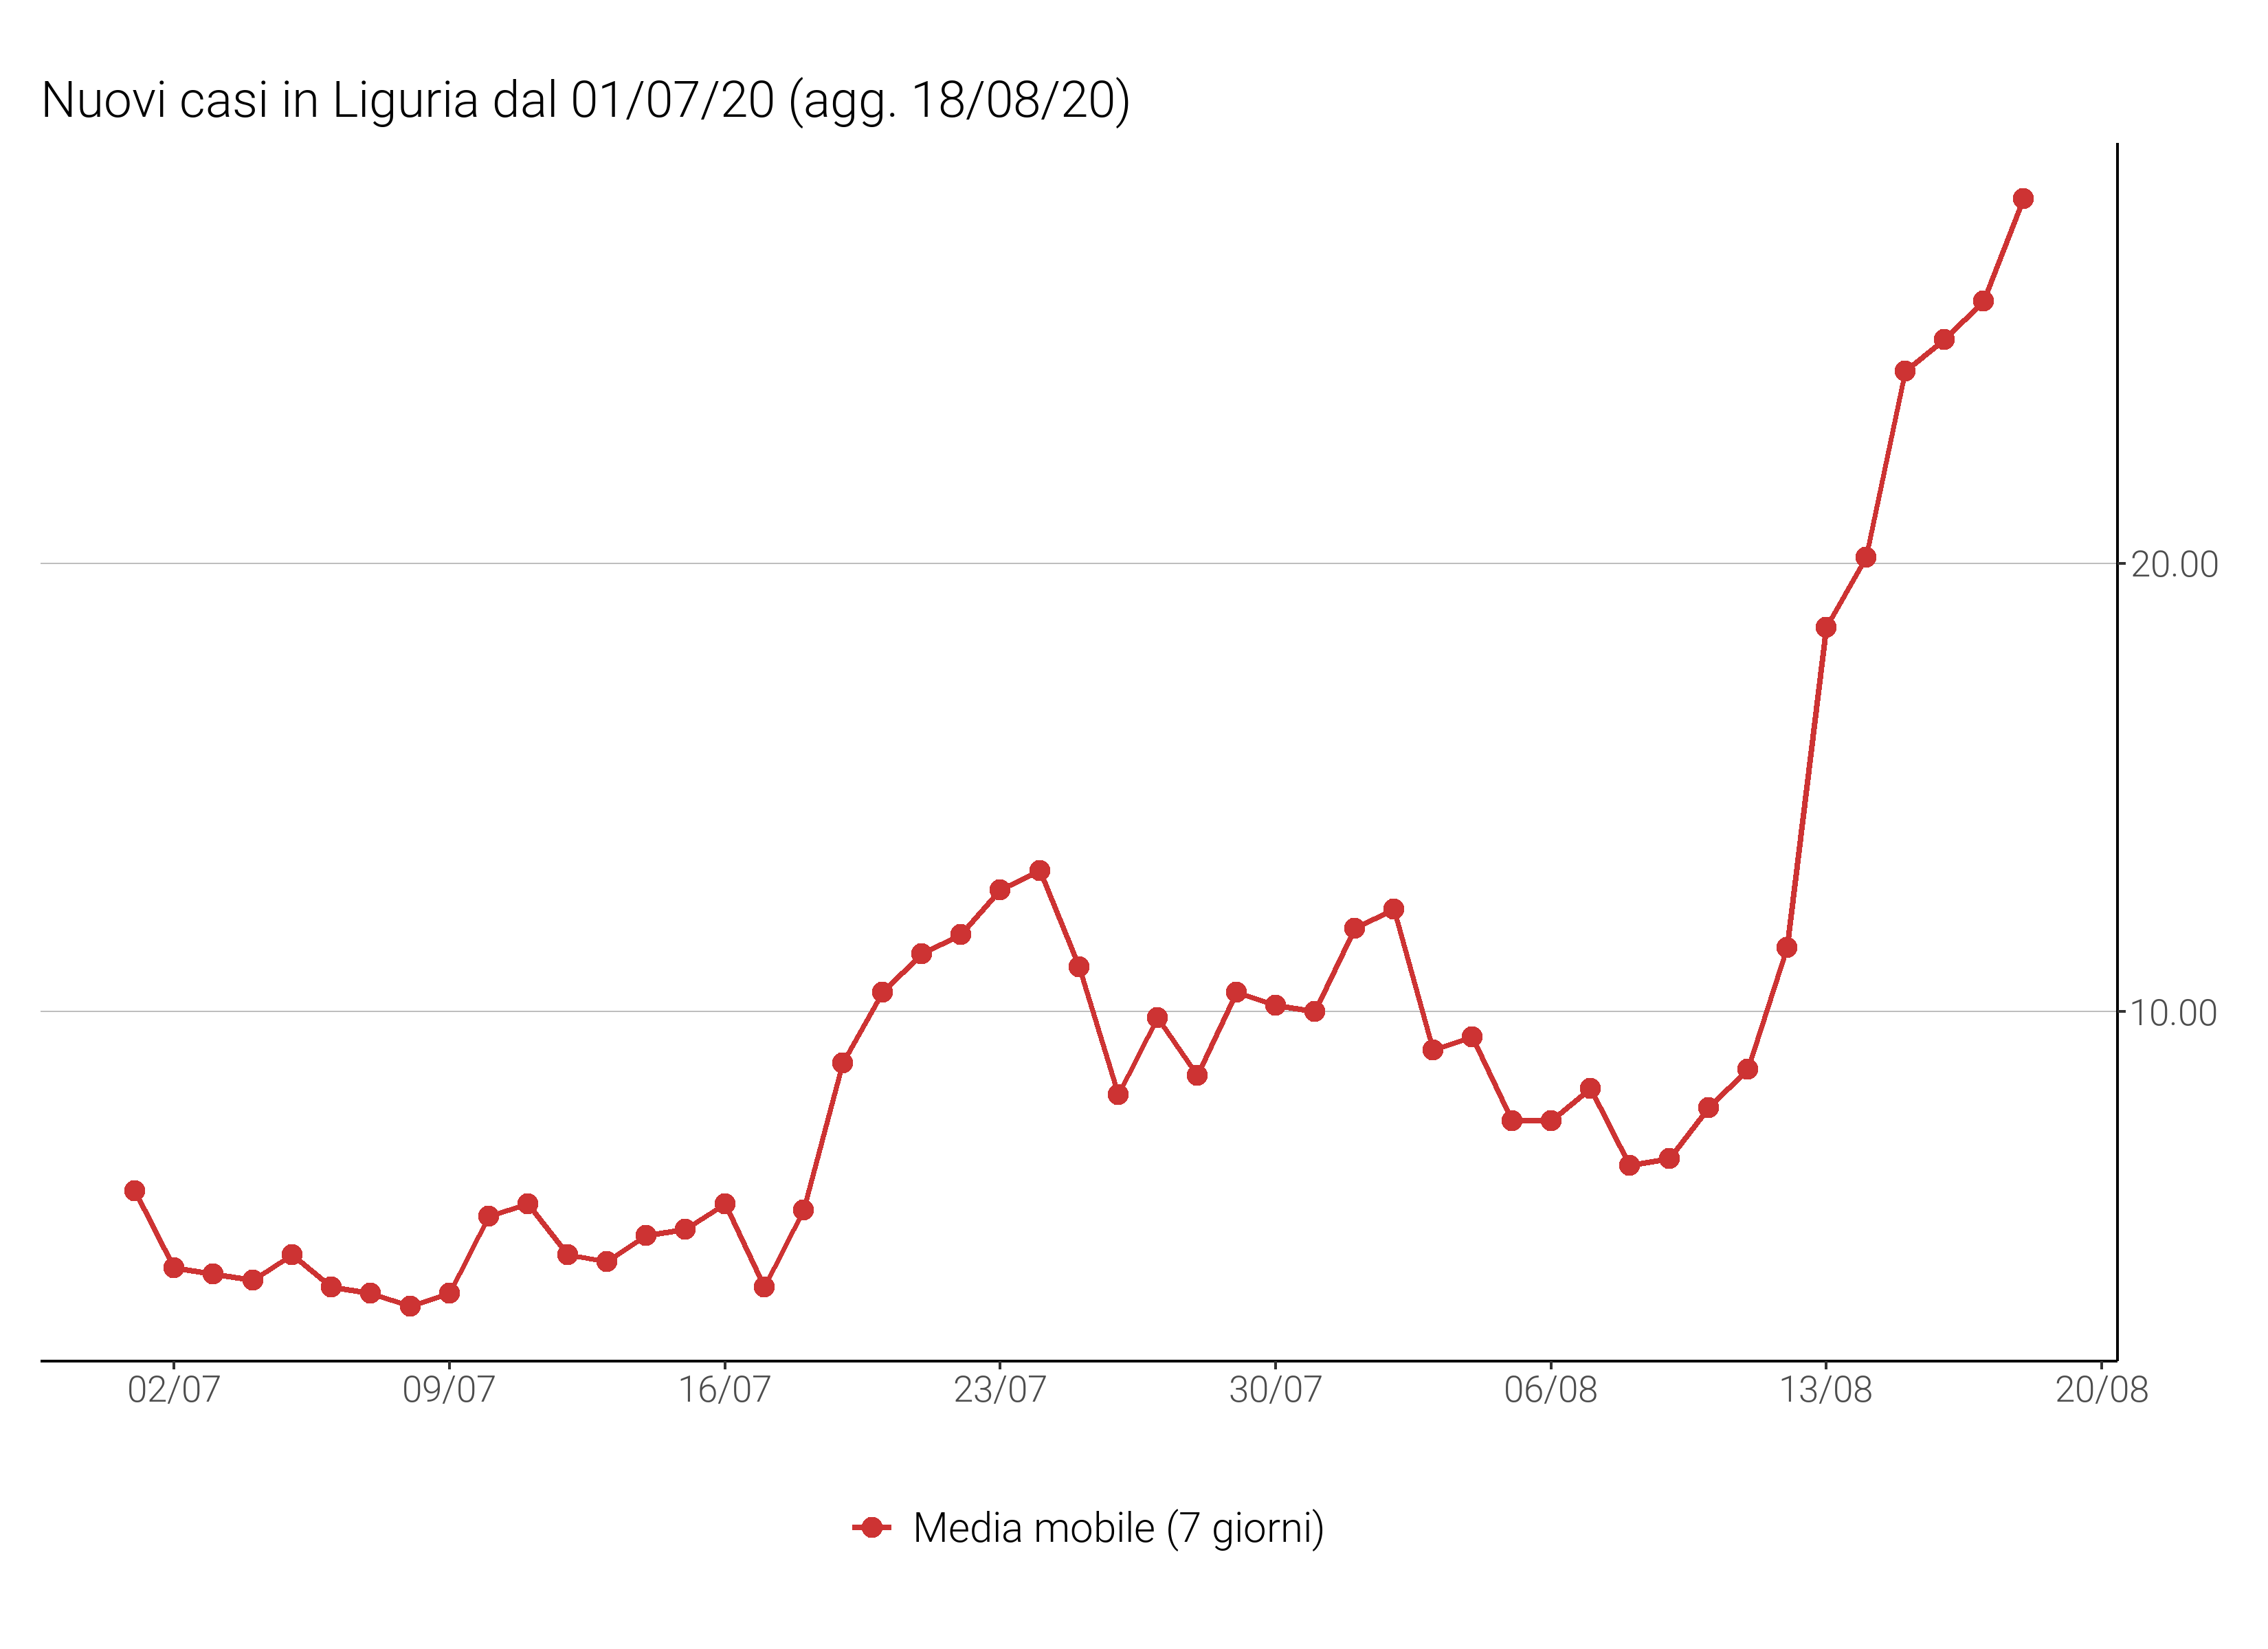 Nuovi casi in Liguria dal 01/07/20 (agg. 18/08/20)
20.00
10.00
02/07 09/07 16/07 23/07 30/07 06/08 13/08 20/08
Media mobile (7 giorni)